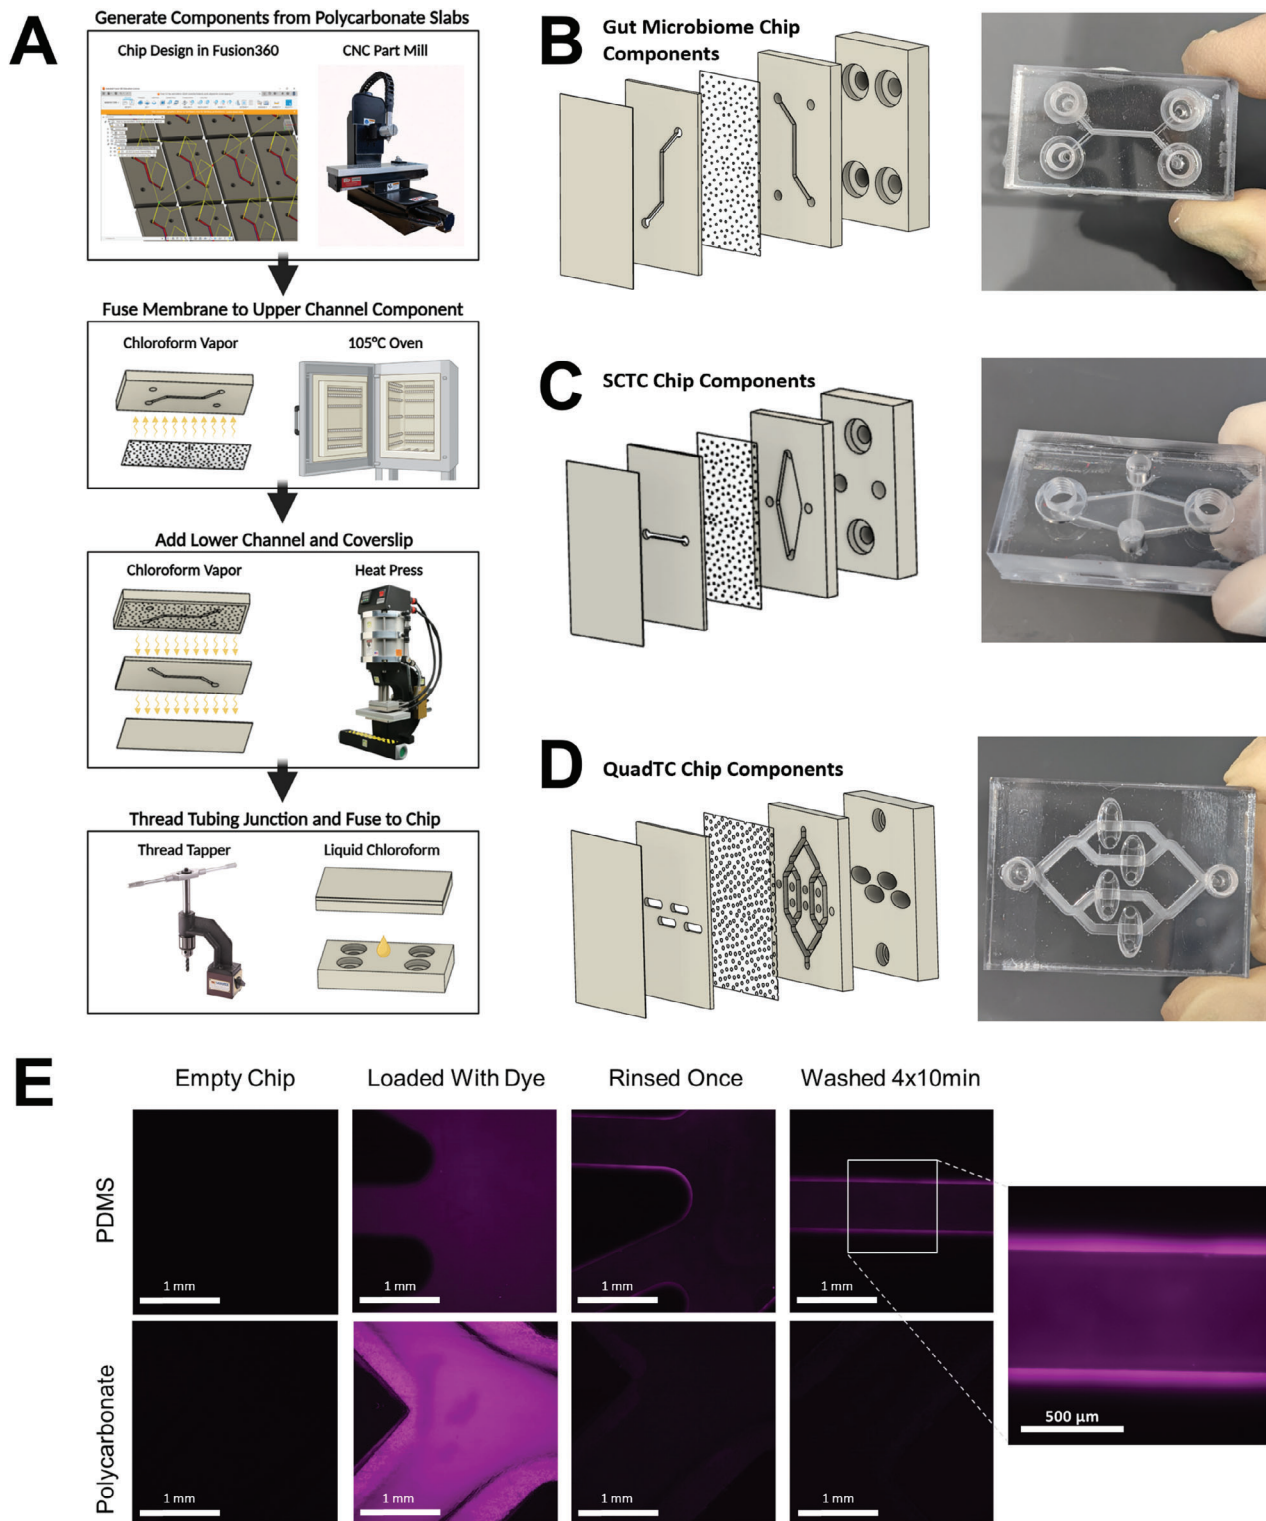 A
Generate Components from Polycarbonate Slabs
Chip Design in Fusion360
CNC Part Mill
Fuse Membrane to Upper Channel Component
Chloroform Vapor
105°C Oven
Add Lower Channel and Coverslip
Chloroform Vapor
Heat Press
Thread Tubing Junction and Fuse to Chip
Thread Tapper
Liquid Chloroform
B
Gut Microbiome Chip
Components
C
SCTC Chip Components
D
QuadTC Chip Components
E
Empty Chip
Loaded With Dye
Rinsed Once
Washed 4x10min
PDMS
1 mm
1 mm
1 mm
1 mm
500 μm
Polycarbonate
1 mm
1 mm
1 mm
1 mm